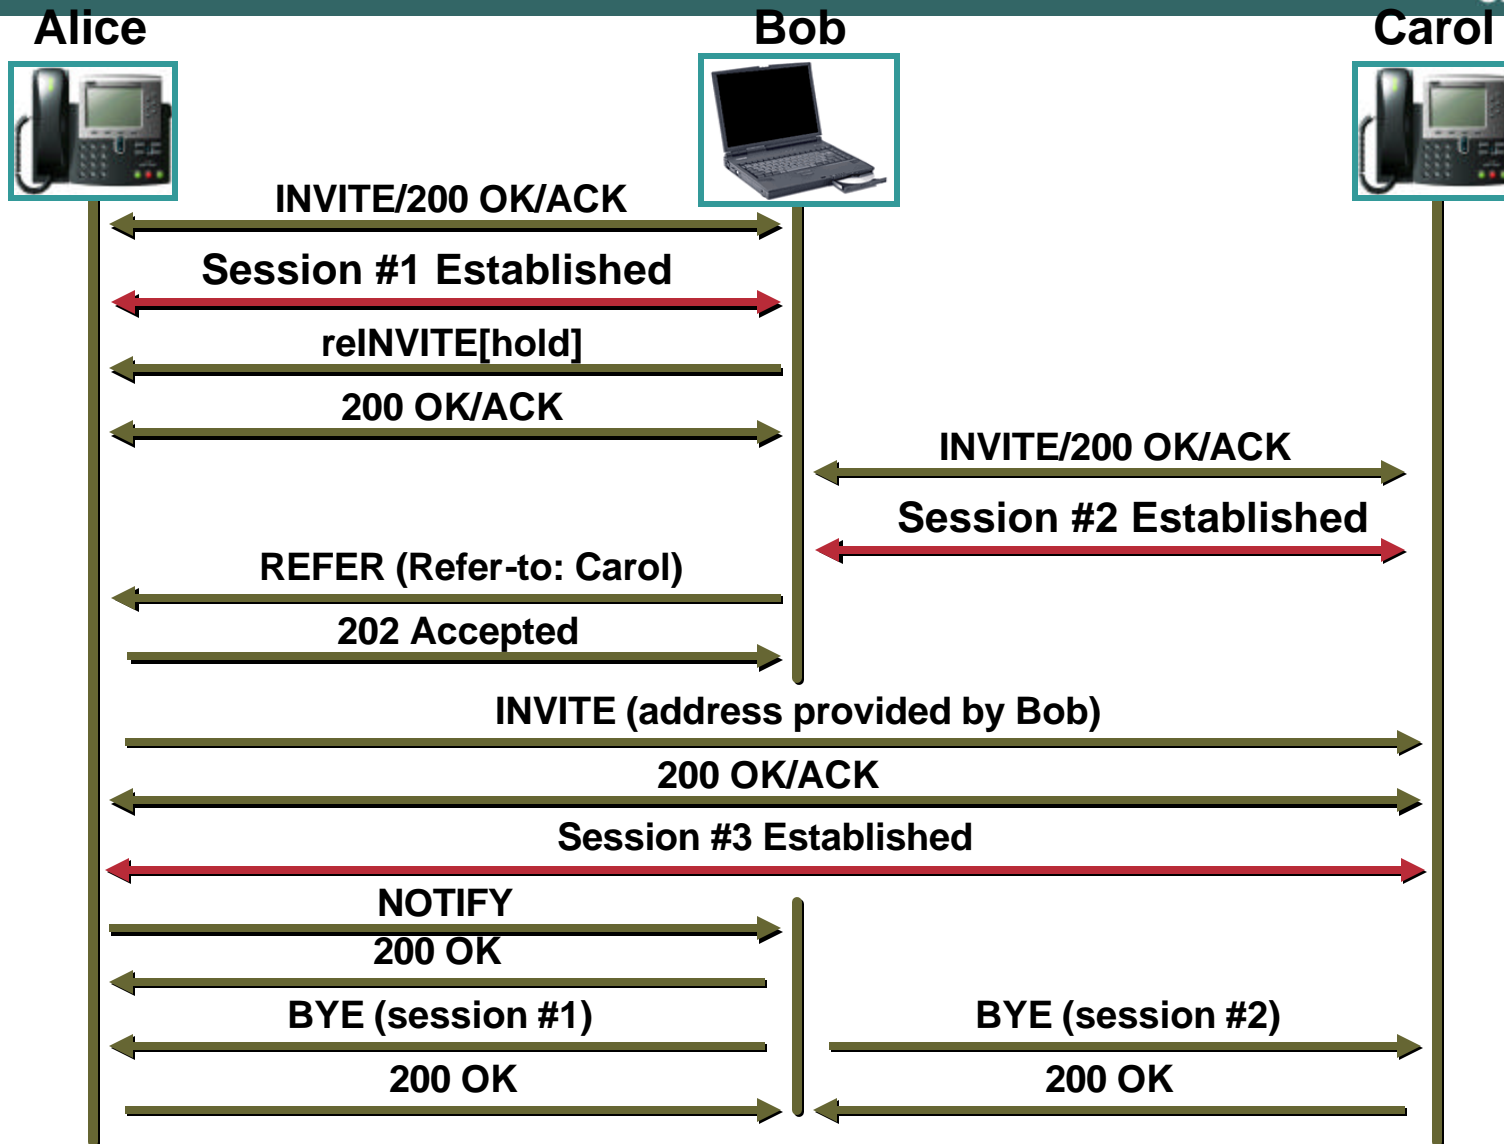 Alice
Bob
Carol
INVITE/200 OK/ACK
Session #1 Established
reINVITE[hold]
200 OK/ACK
INVITE/200 OK/ACK
Session #2 Established
REFER (Refer-to: Carol)
202 Accepted
INVITE (address provided by Bob)
200 OK/ACK
Session #3 Established
NOTIFY
200 OK
BYE (session #1)
BYE (session #2)
200 OK
200 OK